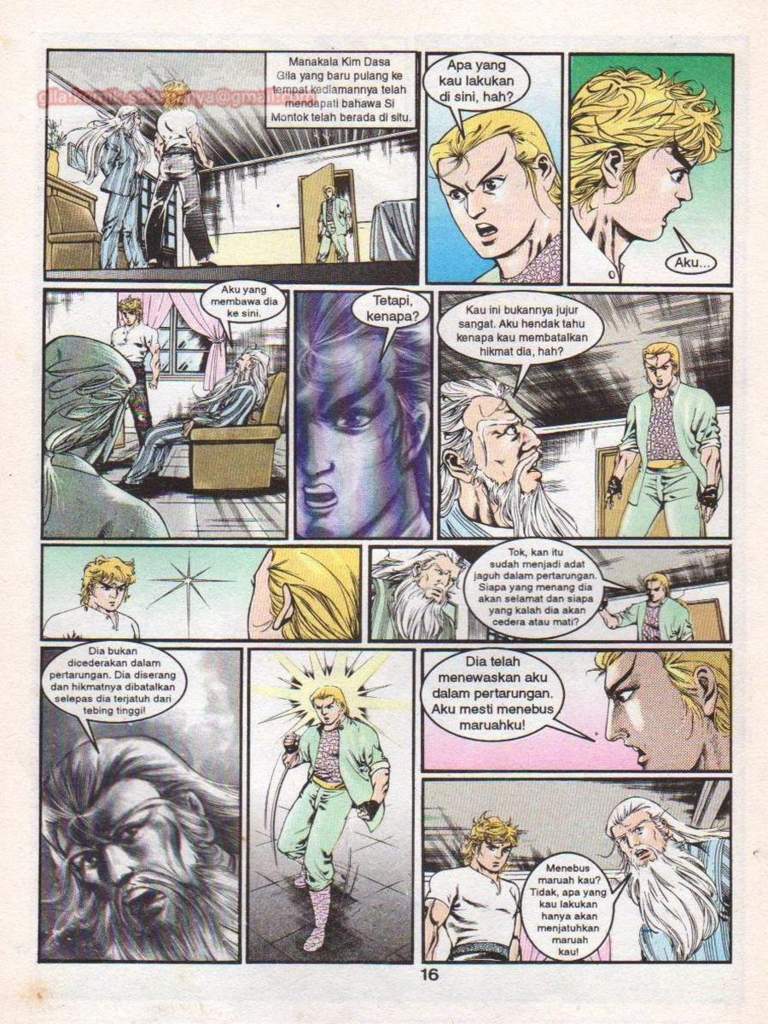 Manakala Kim Dasa
Gila yang baru pulang ke
tempat kediamannya telah
mendapati bahawa Si
Montok telah berada di situ.
Apa yang
kau lakukan
di sini, hah?
Aku...
Aku yang
membawa dia
ke sini.
Tetapi,
kenapa?
Kau ini bukannya jujur
sangat. Aku hendak tahu
kenapa kau membatalkan
hikmat dia, hah?
Tok, kan itu
sudah menjadi adat
jaguh dalam pertarungan.
Siapa yang menang dia
akan selamat dan siapa
yang kalah dia akan
cedera atau mati?
Dia bukan
dicederakan dalam
pertarungan. Dia diserang
dan hikmatnya dibatalkan
selepas dia terjatuh dari
tebing tinggi!
Dia telah
menewaskan aku
dalam pertarungan.
Aku mesti menebus
maruahku!
Menebus
maruah kau?
Tidak, apa yang
kau lakukan
hanya akan
menjatuhkan
maruah
kau!
16